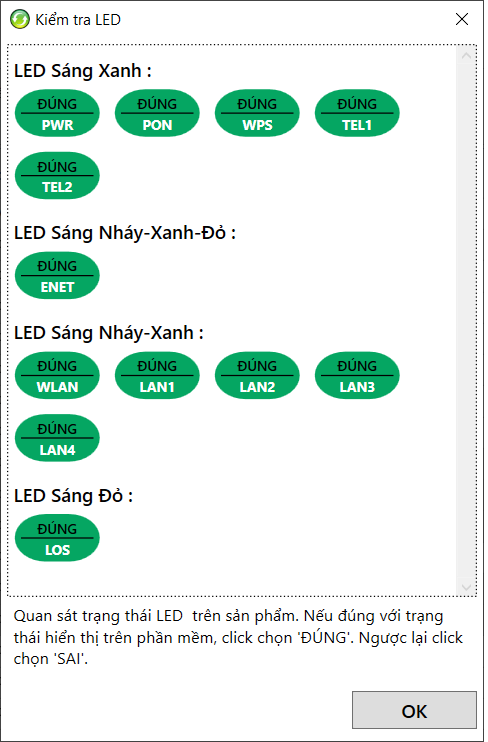 Kiểm tra LED
LED Sáng Xanh :
ĐÚNG ĐÚNG ĐÚNG ĐÚNG
PWR PON WPS TEL1
ĐÚNG
TEL2
LED Sáng Nháy-Xanh-Đỏ :
ĐÚNG
ENET
LED Sáng Nháy-Xanh :
ĐÚNG ĐÚNG ĐÚNG ĐÚNG
WLAN LAN1 LAN2 LAN3
ĐÚNG
LAN4
LED Sáng Đỏ :
ĐÚNG
LOS
Quan sát trạng thái LED  trên sản phẩm. Nếu đúng với trạng
thái hiển thị trên phần mềm, click chọn 'ĐÚNG'. Ngược lại click
chọn 'SAI'.
OK